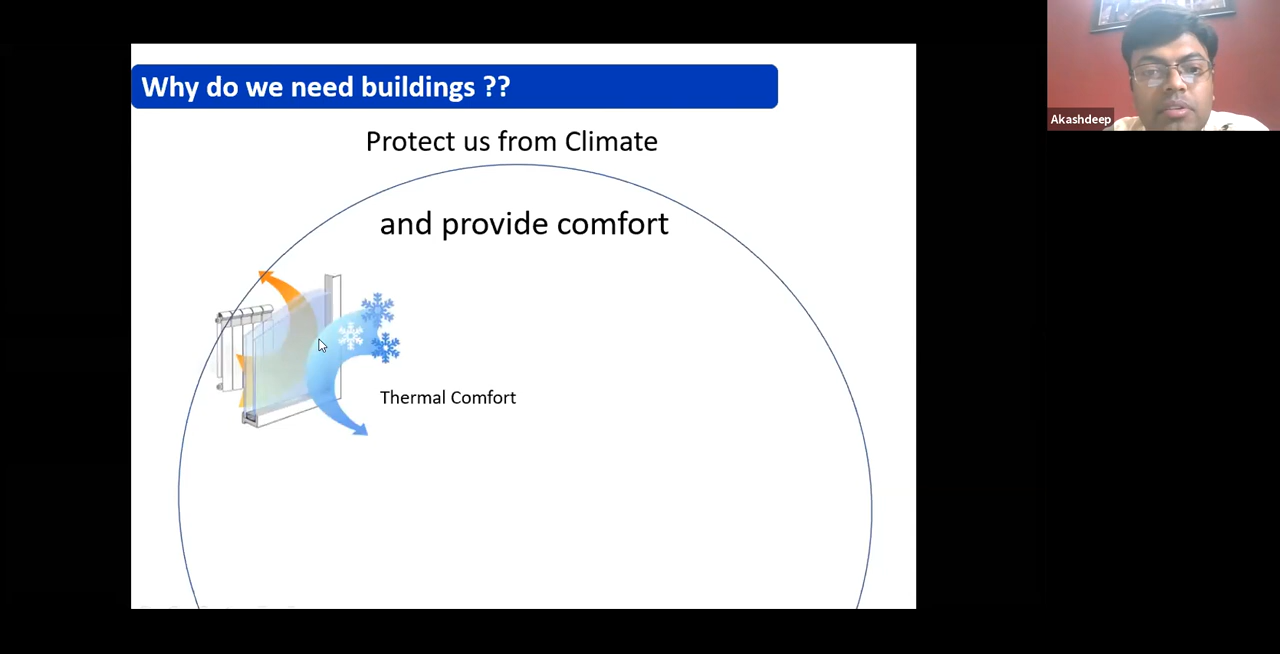 Why do we need buildings ??
Protect us from Climate
and provide comfort
Thermal Comfort
Akashdeep